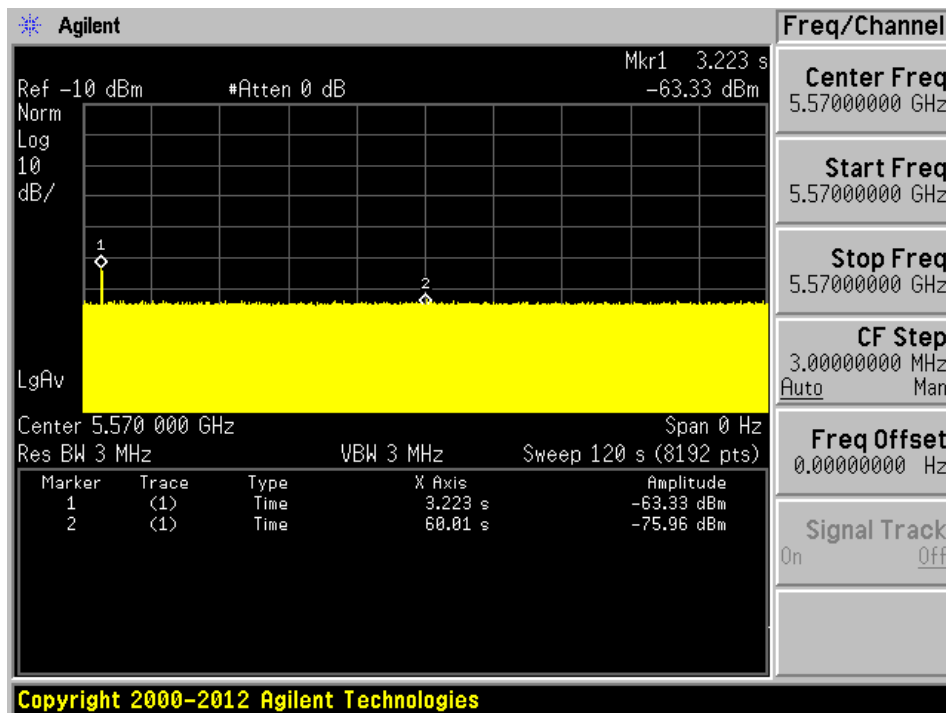 Agilent
Freq/Channel
Mkr1 3.223 s
Ref -10 dBm #Atten 0 dB -63.33 dBm
Norm
Log
10
dB/
1
2
LgAv
Center 5.570 000 GHz Span 0 Hz
Res BW 3 MHz VBW 3 MHz Sweep 120 s (8192 pts)
Marker Trace Type X Axis Amplitude
1 (1) Time 3.223 s -63.33 dBm
2 (1) Time 60.01 s -75.96 dBm
Center Freq
5.57000000 GHz
Start Freq
5.57000000 GHz
Stop Freq
5.57000000 GHz
CF Step
3.00000000 MHz
Auto Man
Freq Offset
0.00000000 Hz
Signal Track
On Off
Copyright 2000-2012 Agilent Technologies